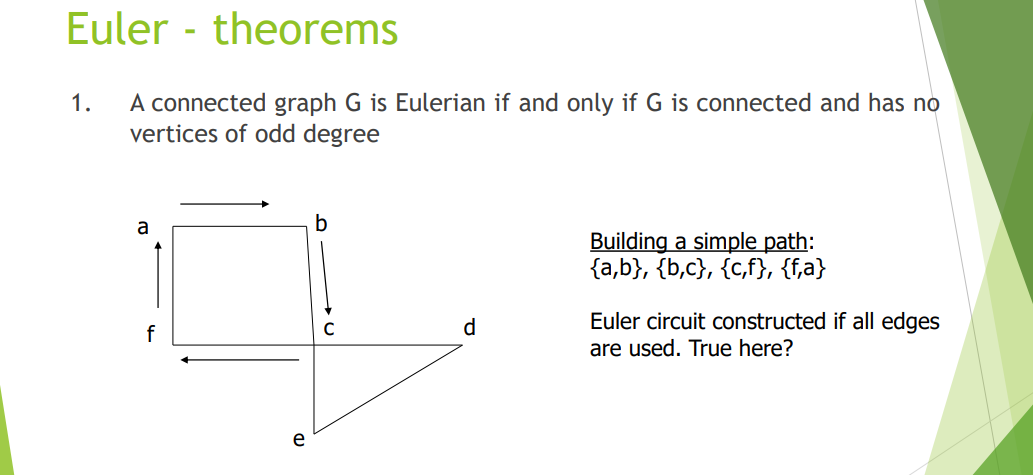 Euler - theorems
1. A connected graph G is Eulerian if and only if G is connected and has no
vertices of odd degree
a
b
Building a simple path:
{a,b}, {b,c}, {c,f}, {f,a}
f
c
d
Euler circuit constructed if all edges
are used. True here?
e